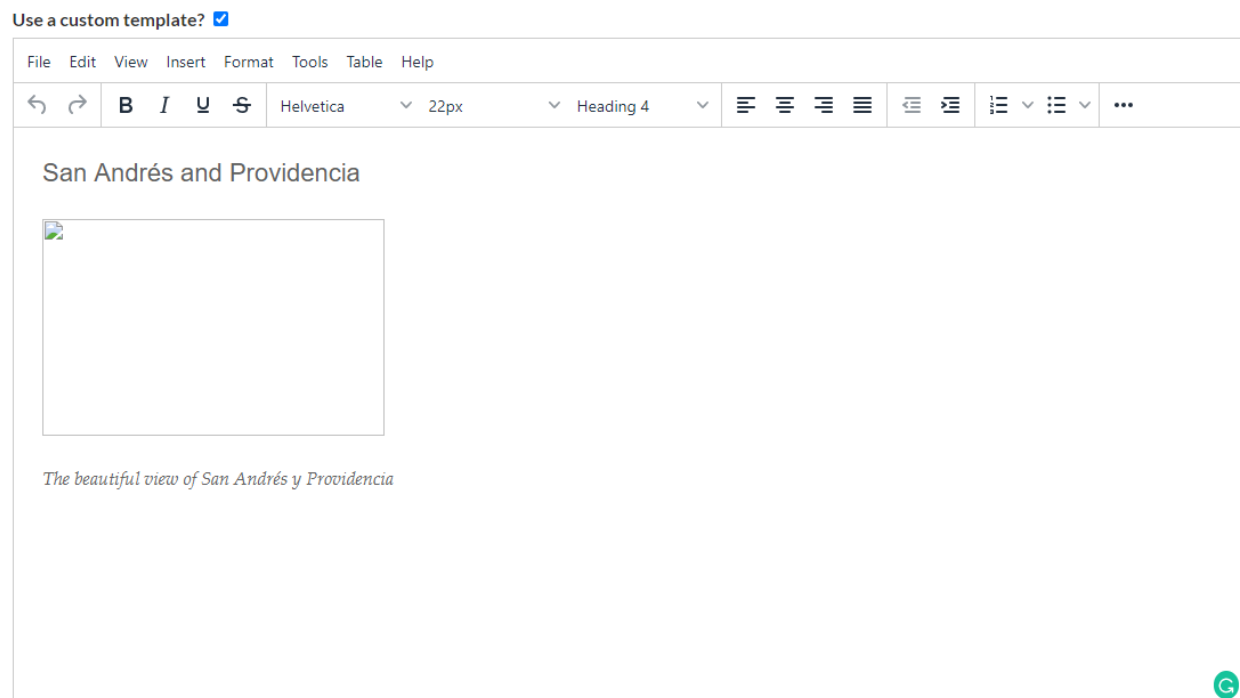 Use a custom template?
File Edit View Insert Format Tools Table Help
B I U S Helvetica 22px Heading 4
San Andrés and Providencia
The beautiful view of San Andrés y Providencia